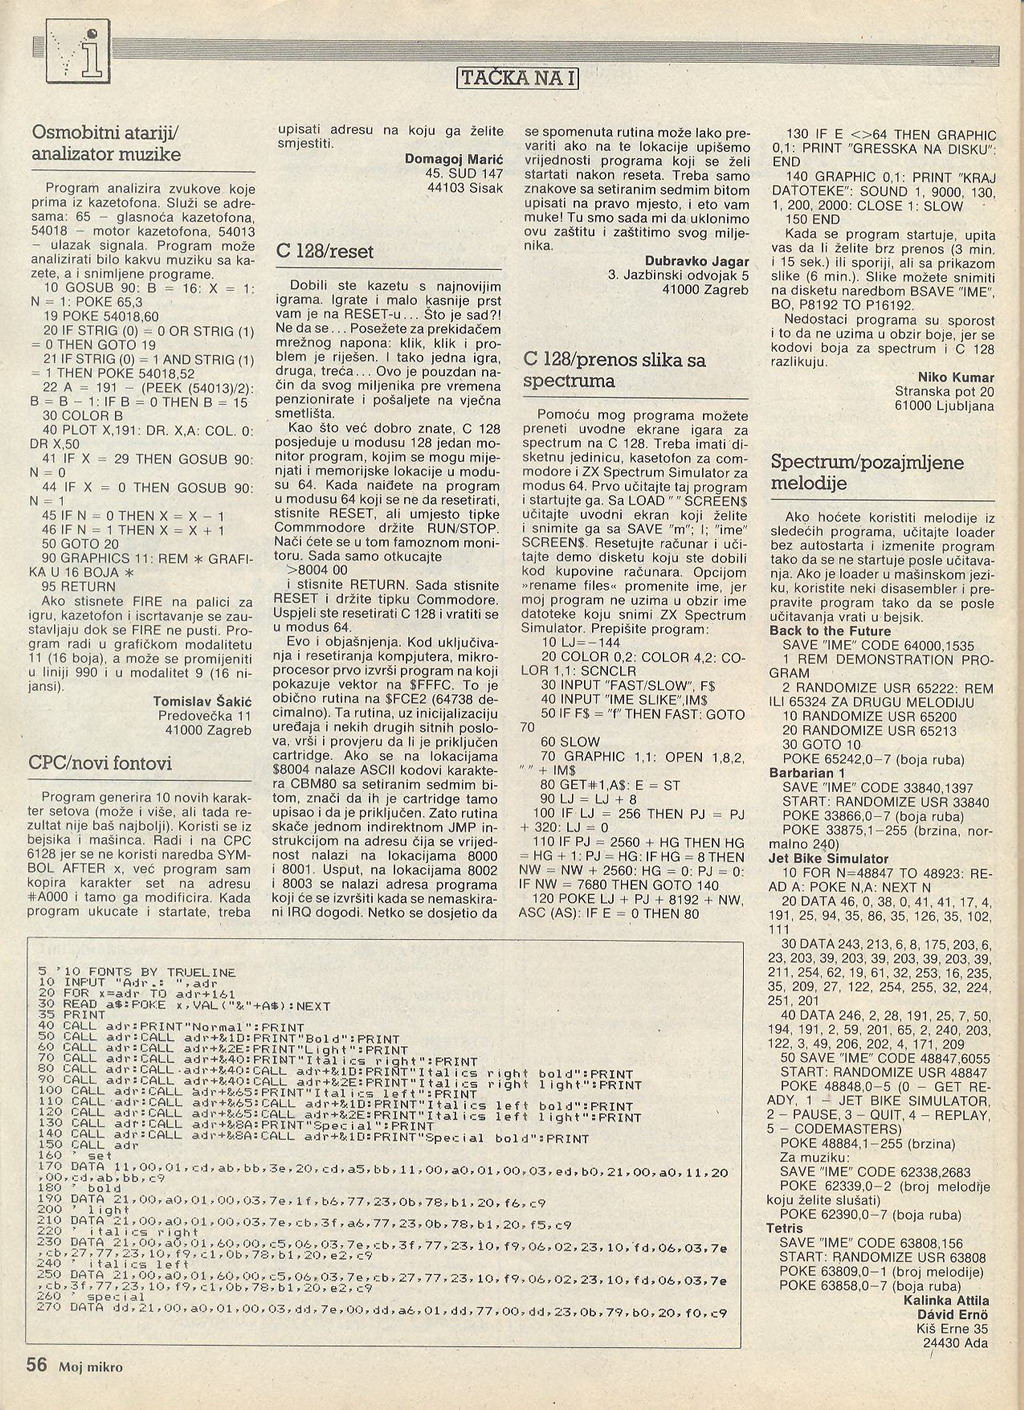 Vi
TAČKA NA I
Osmobitni atariji/
analizator muzike
Program analizira zvukove koje
prima iz kazetofona. Služi se adre-
sama: 65 – glasnoća kazetofona,
54018 – motor kazetofona, 54013
– ulazak signala. Program može
analizirati bilo kakvu muziku sa ka-
zete, a i snimljene programe.
10 GOSUB 90: B = 16: X = 1:
N = 1: POKE 65,3
19 POKE 54018,60
20 IF STRIG (0) = 0 OR STRIG (1)
= 0 THEN GOTO 19
21 IF STRIG (0) = 1 AND STRIG (1)
= 1 THEN POKE 54018,52
22 A = 191 – (PEEK (54013)/2):
B = B – 1: IF B = 0 THEN B = 15
30 COLOR B
40 PLOT X,191: DR. X,A: COL. 0:
DR X,50
41 IF X = 29 THEN GOSUB 90:
N = 0
44 IF X = 0 THEN GOSUB 90:
N = 1
45 IF N = 0 THEN X = X – 1
46 IF N = 1 THEN X = X + 1
50 GOTO 20
90 GRAPHICS 11: REM * GRAFI-
KA U 16 BOJA *
95 RETURN
Ako stisnete FIRE na palici za
igru, kazetofon i iscrtavanje se zau-
stavljaju dok se FIRE ne pusti. Pro-
gram radi u grafičkom modalitetu
11 (16 boja), a može se promijeniti
u liniji 990 i u modalitet 9 (16 ni-
jansi).
Tomislav Šakić
Predovečka 11
41000 Zagreb
CPC/novi fontovi
Program generira 10 novih karak-
ter setova (može i više, ali tada re-
zultat nije baš najbolji). Koristi se iz
bejsika i mašinca. Radi i na CPC
6128 jer se ne koristi naredba SYM-
BOL AFTER x, već program sam
kopira karakter set na adresu
#A000 i tamo ga modificira. Kada
program ukucate i startate, treba
upisati adresu na koju ga želite
smjestiti.
Domagoj Marić
45. SUD 147
44103 Sisak
C 128/reset
Dobili ste kazetu s najnovijim
igrama. Igrate i malo kasnije prst
vam je na RESET-u... Što je sad?!
Ne da se... Posežete za prekidačem
mrežnog napona: klik, klik i pro-
blem je riješen. I tako jedna igra,
druga, treća... Ovo je pouzdan na-
čin da svog miljenika pre vremena
penzionirate i pošaljete na vječna
smetlišta.
Kao što već dobro znate, C 128
posjeduje u modusu 128 jedan mo-
nitor program, kojim se mogu mije-
njati i memorijske lokacije u modu-
su 64. Kada naiđete na program
u modusu 64 koji se ne da resetirati,
stisnite RESET, ali umjesto tipke
Commmodore držite RUN/STOP.
Naći ćete se u tom famoznom moni-
toru. Sada samo otkucajte
>8004 00
i stisnite RETURN. Sada stisnite
RESET i držite tipku Commodore.
Uspjeli ste resetirati C 128 i vratiti se
u modus 64.
Evo i objašnjenja. Kod uključiva-
nja i resetiranja kompjutera, mikro-
procesor prvo izvrši program na koji
pokazuje vektor na $FFFC. To je
obično rutina na $FCE2 (64738 de-
cimalno). Ta rutina, uz inicijalizaciju
uređaja i nekih drugih sitnih poslo-
va, vrši i provjeru da li je priključen
cartridge. Ako se na lokacijama
$8004 nalaze ASCII kodovi karakte-
ra CBM80 sa setiranim sedmim bi-
tom, znači da ih je cartridge tamo
upisao i da je priključen. Zato rutina
skače jednom indirektnom JMP in-
strukcijom na adresu čija se vrijed-
nost nalazi na lokacijama 8000
i 8001. Usput, na lokacijama 8002
i 8003 se nalazi adresa programa
koji će se izvršiti kada se nemaskira-
ni IRQ dogodi. Netko se dosjetio da
se spomenuta rutina može lako pre-
variti ako na te lokacije upišemo
vrijednosti programa koji se želi
startati nakon reseta. Treba samo
znakove sa setiranim sedmim bitom
upisati na pravo mjesto, i eto vam
muke! Tu smo sada mi da uklonimo
ovu zaštitu i zaštitimo svog milje-
nika.
Dubravko Jagar
3. Jazbinski odvojak 5
41000 Zagreb
C 128/prenos slika sa
spectruma
Pomoću mog programa možete
preneti uvodne ekrane igara za
spectrum na C 128. Treba imati di-
sketnu jedinicu, kasetofon za com-
modore i ZX Spectrum Simulator za
modus 64. Prvo učitajte taj program
i startujte ga. Sa LOAD " " SCREEN$
učitajte uvodni ekran koji želite
i snimite ga sa SAVE "m"; I; "ime"
SCREEN$. Resetujte računar i uči-
tajte demo disketu koju ste dobili
kod kupovine računara. Opcijom
»rename files« promenite ime, jer
moj program ne uzima u obzir ime
datoteke koju snimi ZX Spectrum
Simulator. Prepišite program:
10 LJ=–144
20 COLOR 0,2: COLOR 4,2: CO-
LOR 1,1: SCNCLR
30 INPUT "FAST/SLOW", F$
40 INPUT "IME SLIKE",IM$
50 IF F$ = "f" THEN FAST: GOTO
70
60 SLOW
70 GRAPHIC 1,1: OPEN 1,8,2,
" " + IM$
80 GET#1,A$: E = ST
90 LJ = LJ + 8
100 IF LJ = 256 THEN PJ = PJ
+ 320: LJ = 0
110 IF PJ = 2560 + HG THEN HG
= HG + 1: PJ = HG: IF HG = 8 THEN
NW = NW + 2560: HG = 0: PJ = 0:
IF NW = 7680 THEN GOTO 140
120 POKE LJ + PJ + 8192 + NW,
ASC (AS): IF E = 0 THEN 80
130 IF E <>64 THEN GRAPHIC
0,1: PRINT "GRESSKA NA DISKU":
END
140 GRAPHIC 0,1: PRINT "KRAJ
DATOTEKE": SOUND 1, 9000, 130,
1, 200, 2000: CLOSE 1: SLOW
150 END
Kada se program startuje, upita
vas da li želite brz prenos (3 min.
i 15 sek.) ili sporiji, ali sa prikazom
slike (6 min.). Slike možete snimiti
na disketu naredbom BSAVE "IME",
BO, P8192 TO P16192.
Nedostaci programa su sporost
i to da ne uzima u obzir boje, jer se
kodovi boja za spectrum i C 128
razlikuju.
Niko Kumar
Stranska pot 20
61000 Ljubljana
Spectrum/pozajmljene
melodije
Ako hoćete koristiti melodije iz
sledećih programa, učitajte loader
bez autostarta i izmenite program
tako da se ne startuje posle učitava-
nja. Ako je loader u mašinskom jezi-
ku, koristite neki disasembler i pre-
pravite program tako da se posle
učitavanja vrati u bejsik.
Back to the Future
SAVE "IME" CODE 64000,1535
1 REM DEMONSTRATION PRO-
GRAM
2 RANDOMIZE USR 65222: REM
ILI 65324 ZA DRUGU MELODIJU
10 RANDOMIZE USR 65200
20 RANDOMIZE USR 65213
30 GOTO 10
POKE 65242,0–7 (boja ruba)
Barbarian 1
SAVE "IME" CODE 33840,1397
START: RANDOMIZE USR 33840
POKE 33866,0–7 (boja ruba)
POKE 33875,1–255 (brzina, nor-
malno 240)
Jet Bike Simulator
10 FOR N=48847 TO 48923: RE-
AD A: POKE N,A: NEXT N
20 DATA 46, 0, 38, 0, 41, 41, 17, 4,
191, 25, 94, 35, 86, 35, 126, 35, 102,
111
30 DATA 243, 213, 6, 8, 175, 203, 6,
23, 203, 39, 203, 39, 203, 39, 203, 39,
211, 254, 62, 19, 61, 32, 253, 16, 235,
35, 209, 27, 122, 254, 255, 32, 224,
251, 201
40 DATA 246, 2, 28, 191, 25, 7, 50,
194, 191, 2, 59, 201, 65, 2, 240, 203,
122, 3, 49, 206, 202, 4, 171, 209
50 SAVE "IME" CODE 48847,6055
START: RANDOMIZE USR 48847
POKE 48848,0–5 (0 – GET RE-
ADY, 1 – JET BIKE SIMULATOR,
2 – PAUSE, 3 – QUIT, 4 – REPLAY,
5 – CODEMASTERS)
POKE 48884,1–255 (brzina)
Za muziku:
SAVE "IME" CODE 62338,2683
POKE 62339,0–2 (broj melodije
koju želite slušati)
POKE 62390,0–7 (boja ruba)
Tetris
SAVE "IME" CODE 63808,156
START: RANDOMIZE USR 63808
POKE 63809,0–1 (broj melodije)
POKE 63858,0–7 (boja ruba)
Kalinka Attila
Dávid Ernö
Kiš Erne 35
24430 Ada
5 '10 FONTS BY TRUELINE
10 INPUT "Adr.: ",adr
20 FOR x=adr TO adr+161
30 READ a$:POKE x,VAL("&"+A$):NEXT
35 PRINT
40 CALL adr:PRINT"Normal":PRINT
50 CALL adr:CALL adr+&1D:PRINT"Bold":PRINT
60 CALL adr:CALL adr+&2E:PRINT"Light":PRINT
70 CALL adr:CALL adr+&40:PRINT"Italics right":PRINT
80 CALL adr:CALL adr+&40:CALL adr+&1D:PRINT"Italics right bold":PRINT
90 CALL adr:CALL adr+&40:CALL adr+&2E:PRINT"Italics right light":PRINT
100 CALL adr:CALL adr+&65:PRINT"Italics left":PRINT
110 CALL adr:CALL adr+&65:CALL adr+&1D:PRINT"Italics left bold":PRINT
120 CALL adr:CALL adr+&65:CALL adr+&2E:PRINT"Italics left light":PRINT
130 CALL adr:CALL adr+&8A:PRINT"Special":PRINT
140 CALL adr:CALL adr+&8A:CALL adr+&1D:PRINT"Special bold":PRINT
150 CALL adr
160 ' set
170 DATA 11,00,01,cd,ab,bb,3e,20,cd,a5,bb,11,00,a0,01,00,03,ed,b0,21,00,a0,11,20
,00,cd,ab,bb,c9
180 ' bold
190 DATA 21,00,a0,01,00,03,7e,1f,b6,77,23,0b,78,b1,20,f6,c9
200 ' light
210 DATA 21,00,a0,01,00,03,7e,cb,3f,a6,77,23,0b,78,b1,20,f5,c9
220 ' italics right
230 DATA 21,00,a0,01,60,00,c5,06,03,7e,cb,3f,77,23,10,f9,06,02,23,10,fd,06,03,7e
,cb,27,77,23,10,f9,c1,0b,78,b1,20,e2,c9
240 ' italics left
250 DATA 21,00,a0,01,60,00,c5,06,03,7e,cb,27,77,23,10,f9,06,02,23,10,fd,06,03,7e
,cb,3f,77,23,10,f9,c1,0b,78,b1,20,e2,c9
260 ' special
270 DATA dd,21,00,a0,01,00,03,dd,7e,00,dd,a6,01,dd,77,00,dd,23,0b,79,b0,20,f0,c9
56 Moj mikro